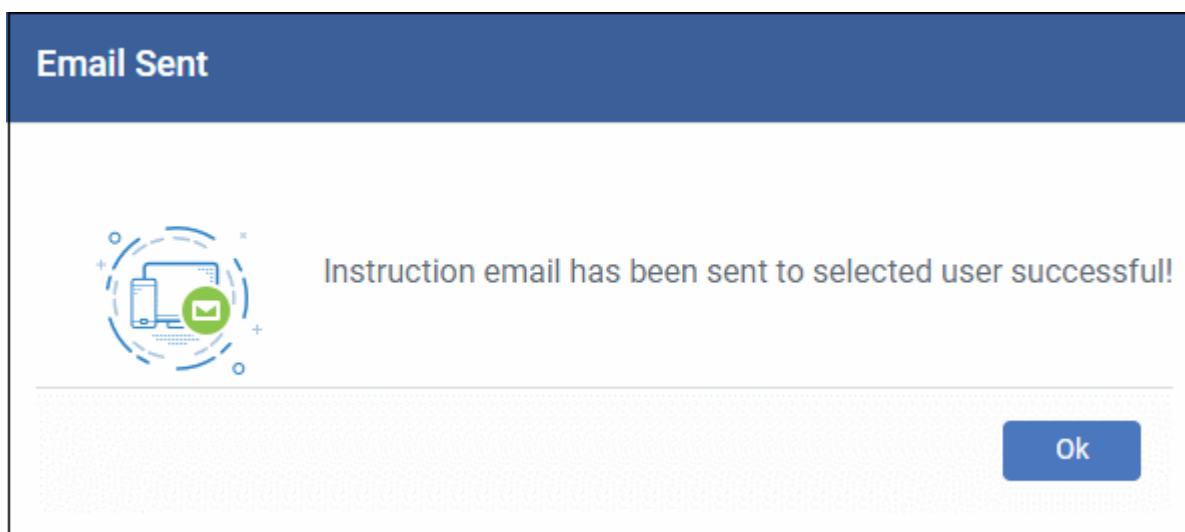 Email Sent
Instruction email has been sent to selected user successful!
Ok